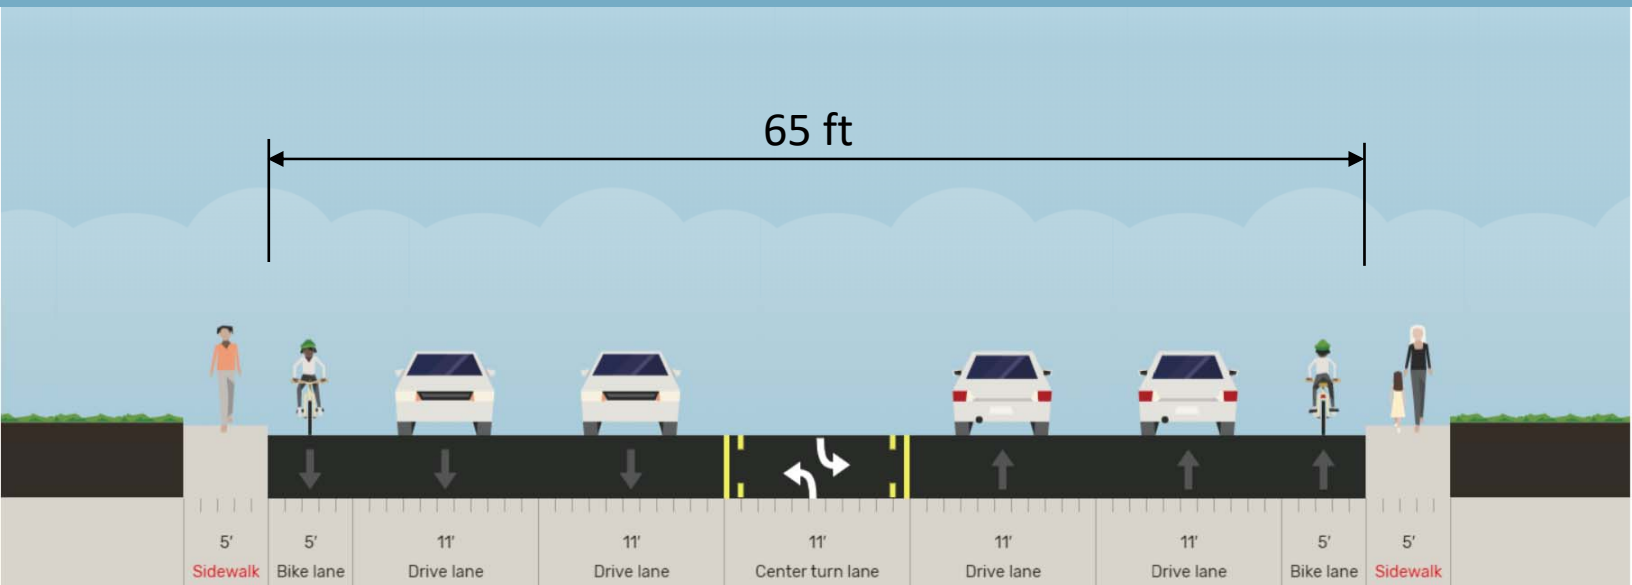 65 ft
5' 5' 11' 11' 11' 11' 11' 5' 5'
Sidewalk Bike lane Drive lane Drive lane Center turn lane Drive lane Drive lane Bike lane Sidewalk